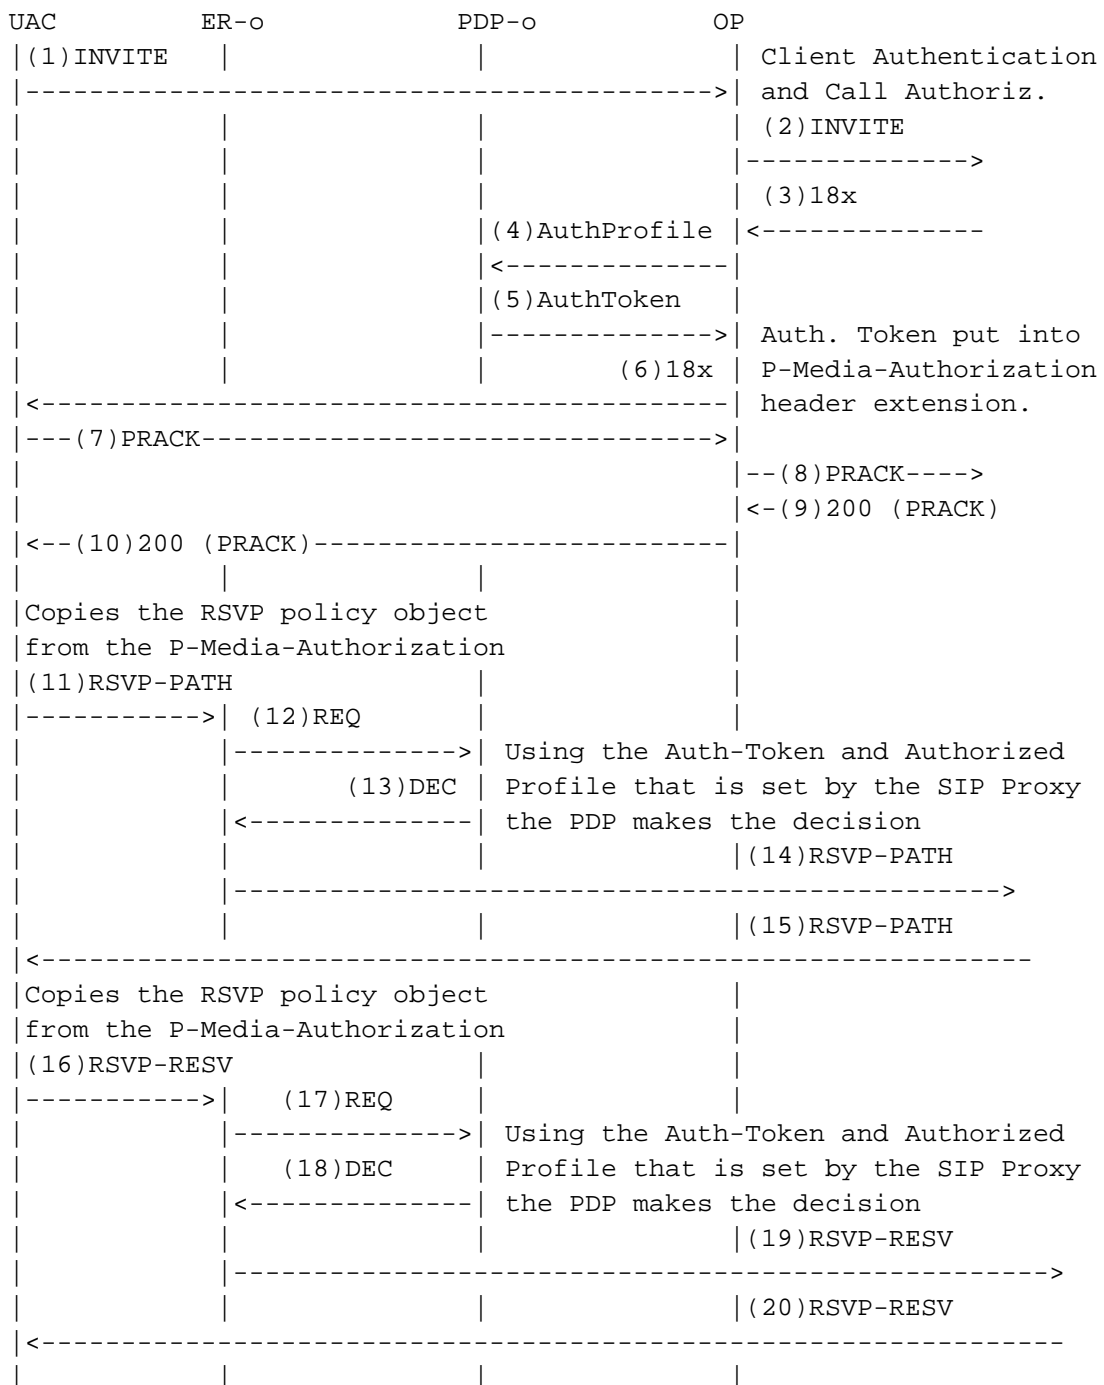 UAC ER-o PDP-o OP
(1)INVITE Client Authentication
and Call Authoriz.
(2)INVITE
(3)18x
(4)AuthProfile
(5)AuthToken
Auth. Token put into
(6)18x P-Media-Authorization
header extension.
(7)PRACK
(8)PRACK
(9)200 (PRACK)
(10)200 (PRACK)
Copies the RSVP policy object
from the P-Media-Authorization
(11)RSVP-PATH
(12)REQ
Using the Auth-Token and Authorized
(13)DEC Profile that is set by the SIP Proxy
the PDP makes the decision
(14)RSVP-PATH
(15)RSVP-PATH
Copies the RSVP policy object
from the P-Media-Authorization
(16)RSVP-RESV
(17)REQ
Using the Auth-Token and Authorized
(18)DEC Profile that is set by the SIP Proxy
the PDP makes the decision
(19)RSVP-RESV
(20)RSVP-RESV